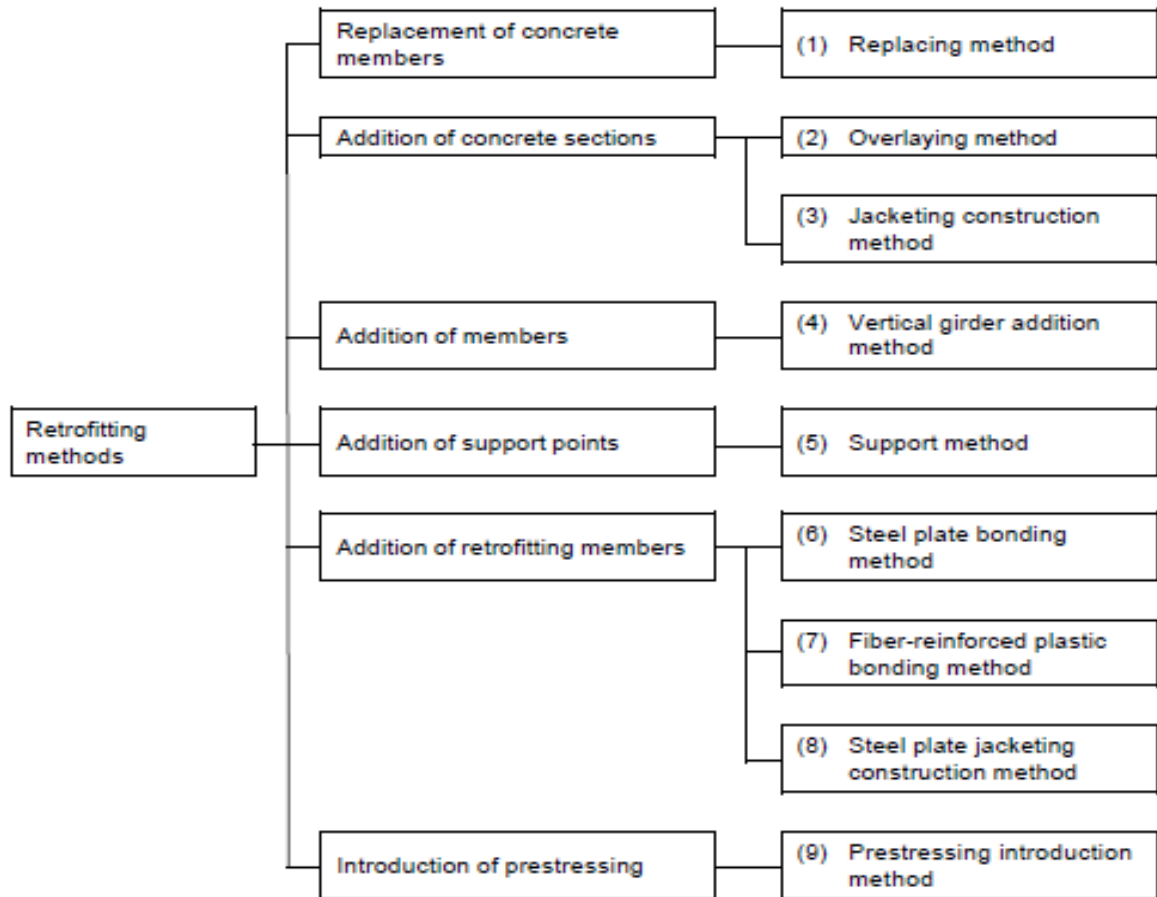 Replacement of concrete
members
(1) Replacing method
Addition of concrete sections
(2) Overlaying method
(3) Jacketing construction
method
Addition of members
(4) Vertical girder addition
method
Retrofitting
methods
Addition of support points
(5) Support method
Addition of retrofitting members
(6) Steel plate bonding
method
(7) Fiber-reinforced plastic
bonding method
(8) Steel plate jacketing
construction method
Introduction of prestressing
(9) Prestressing introduction
method